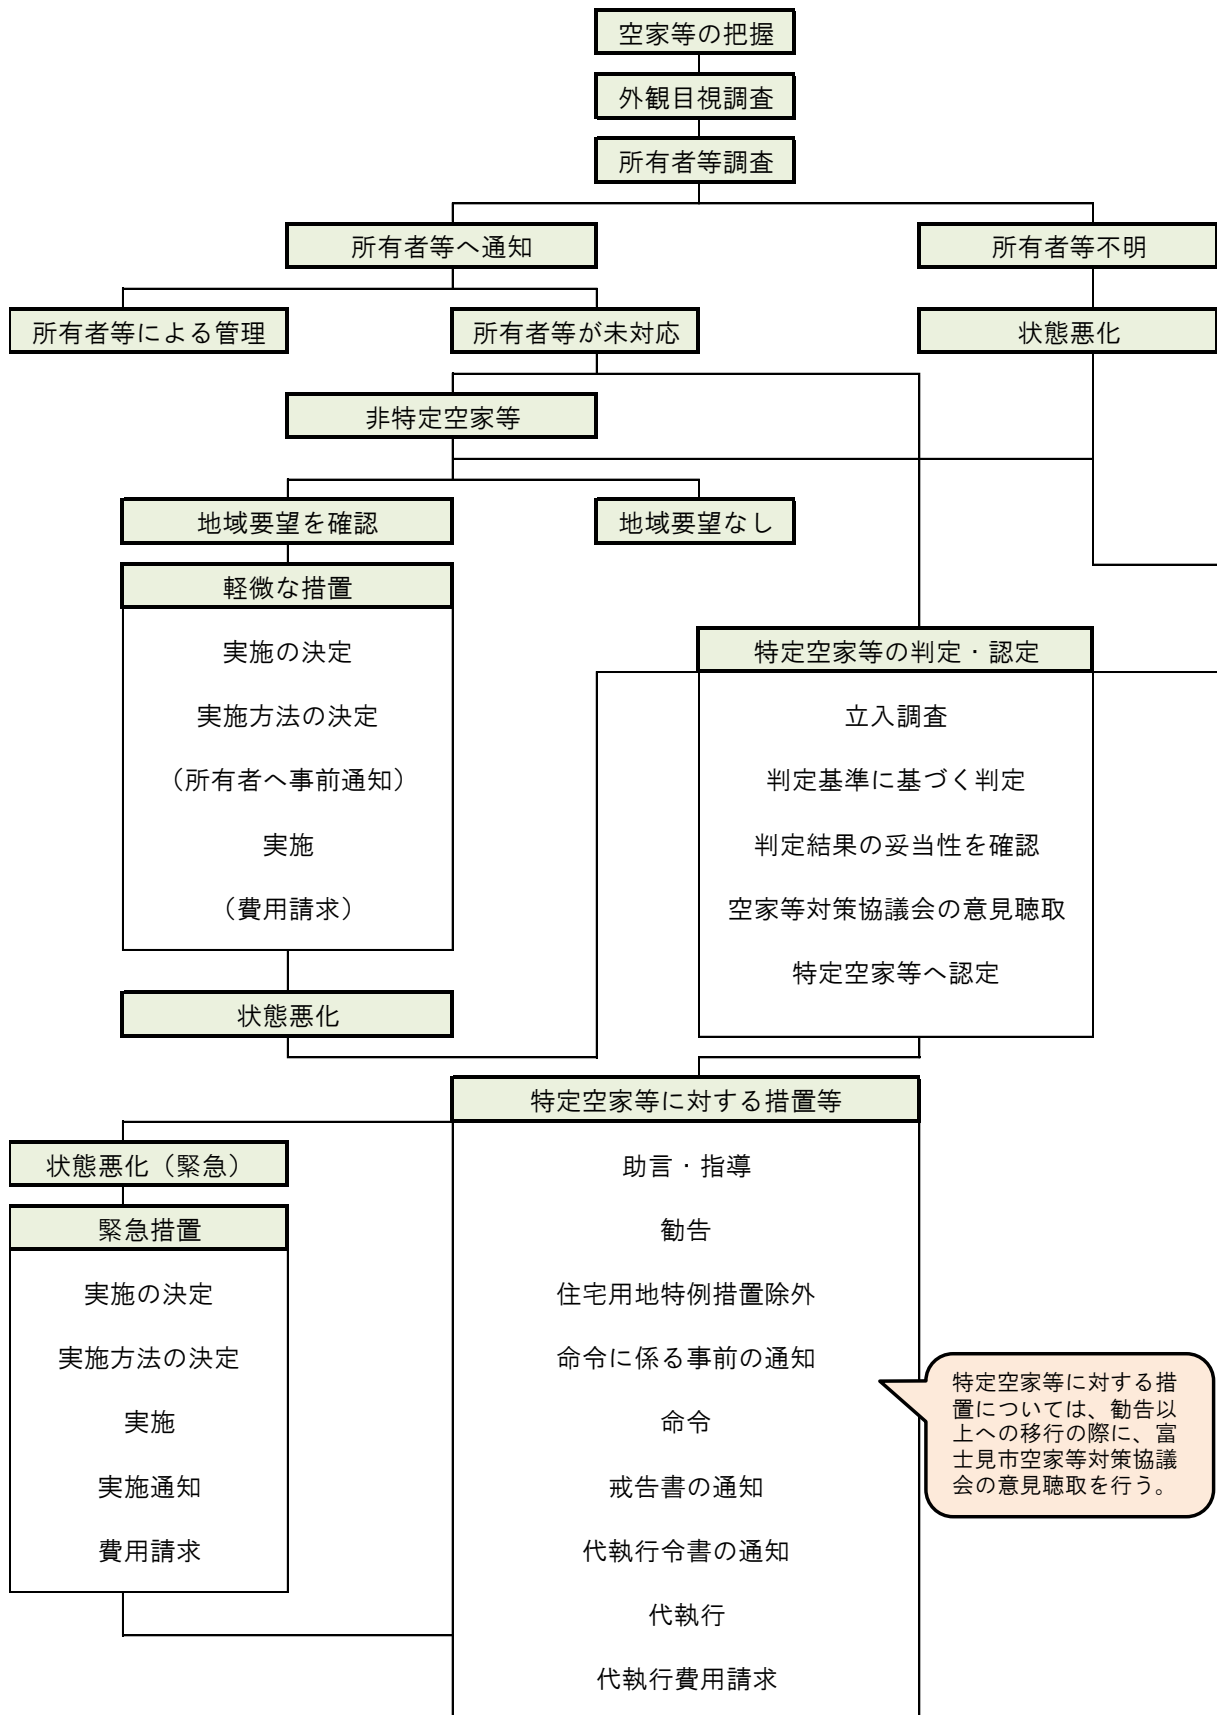 空家等の把握
外観目視調査
所有者等調査
所有者等へ通知
所有者等不明
所有者等による管理
所有者等が未対応
状態悪化
非特定空家等
地域要望を確認
地域要望なし
軽微な措置
実施の決定
実施方法の決定
（所有者へ事前通知）
実施
（費用請求）
状態悪化
特定空家等の判定・認定
立入調査
判定基準に基づく判定
判定結果の妥当性を確認
空家等対策協議会の意見聴取
特定空家等へ認定
特定空家等に対する措置等
状態悪化（緊急）
緊急措置
実施の決定
実施方法の決定
実施
実施通知
費用請求
助言・指導
勧告
住宅用地特例措置除外
命令に係る事前の通知
命令
戒告書の通知
代執行令書の通知
代執行
代執行費用請求
特定空家等に対する措
置については、勧告以
上への移行の際に、富
士見市空家等対策協議
会の意見聴取を行う。